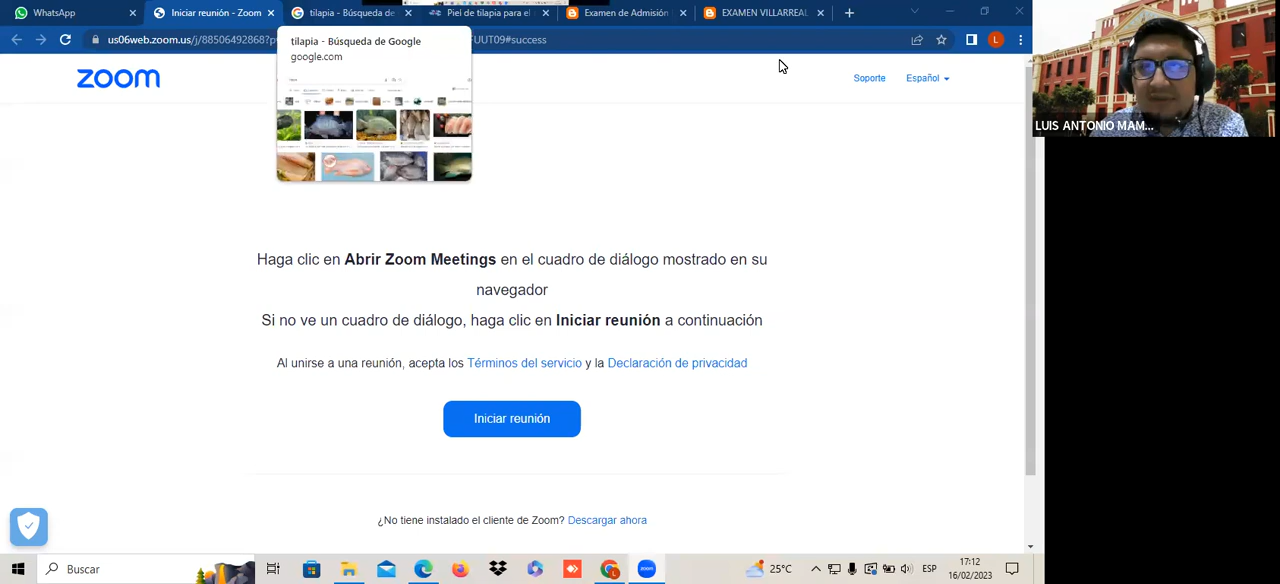 WhatsApp
Iniciar reunión - Zoom
tilapia - Búsqueda de
Piel de tilapia para el
Examen de Admisión
EXAMEN VILLARREAL
us06web.zoom.us/j/88506492868?p
FUUT09#success
tilapia - Búsqueda de Google
google.com
zoom
Soporte
Español
LUIS ANTONIO MAM...
Haga clic en Abrir Zoom Meetings en el cuadro de diálogo mostrado en su
navegador
Si no ve un cuadro de diálogo, haga clic en Iniciar reunión a continuación
Al unirse a una reunión, acepta los Términos del servicio y la Declaración de privacidad
Iniciar reunión
¿No tiene instalado el cliente de Zoom? Descargar ahora
Buscar
zoom
25°C
ESP
17:12
16/02/2023